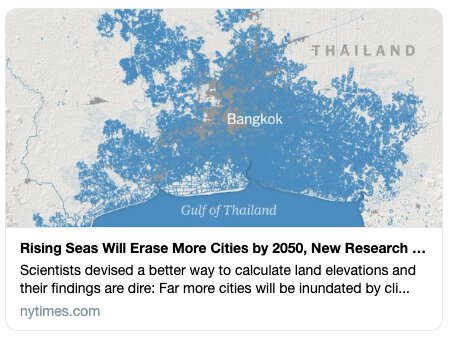 THAILAND
Bangkok
Gulf of Thailand
Rising Seas Will Erase More Cities by 2050, New Research ...
Scientists devised a better way to calculate land elevations and
their findings are dire: Far more cities will be inundated by cli...
nytimes.com